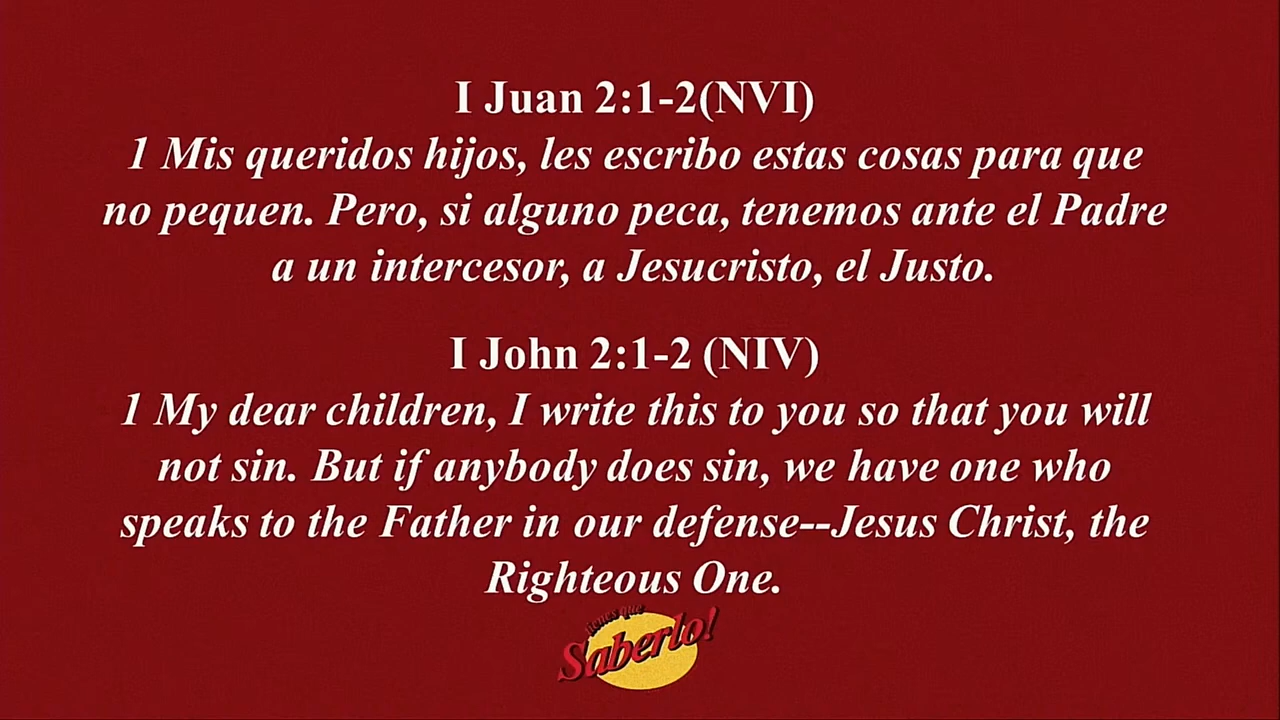 I Juan 2:1-2(NVI)
1 Mis queridos hijos, les escribo estas cosas para que
no pequen. Pero, si alguno peca, tenemos ante el Padre
a un intercesor, a Jesucristo, el Justo.
I John 2:1-2 (NIV)
1 My dear children, I write this to you so that you will
not sin. But if anybody does sin, we have one who
speaks to the Father in our defense--Jesus Christ, the
Righteous One.
tienes que
Saberlo!